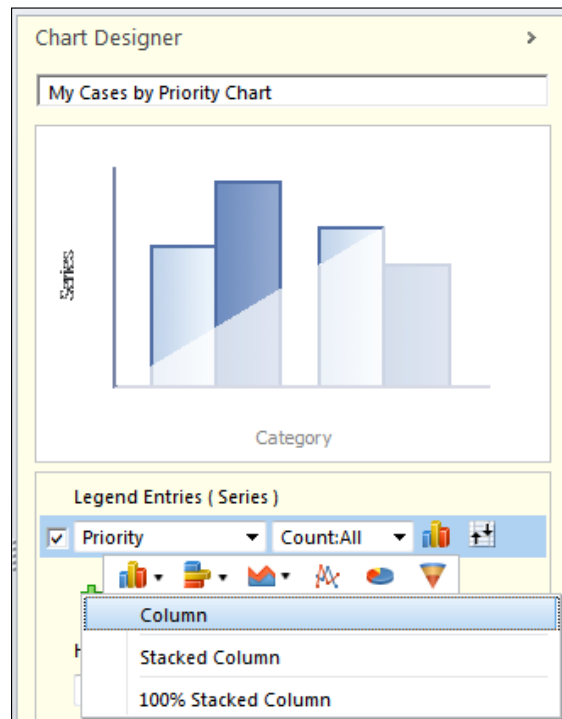 Chart Designer
My Cases by Priority Chart
Series
Category
Legend Entries ( Series )
Priority Count:All
Column
Stacked Column
100% Stacked Column